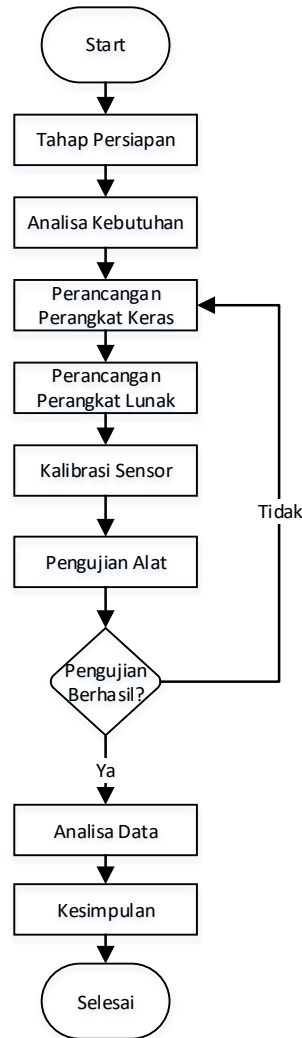 Start
Tahap Persiapan
Analisa Kebutuhan
Perancangan
Perangkat Keras
Perancangan
Perangkat Lunak
Kalibrasi Sensor
Tidak
Pengujian Alat
Pengujian
Berhasil?
Ya
Analisa Data
Kesimpulan
Selesai